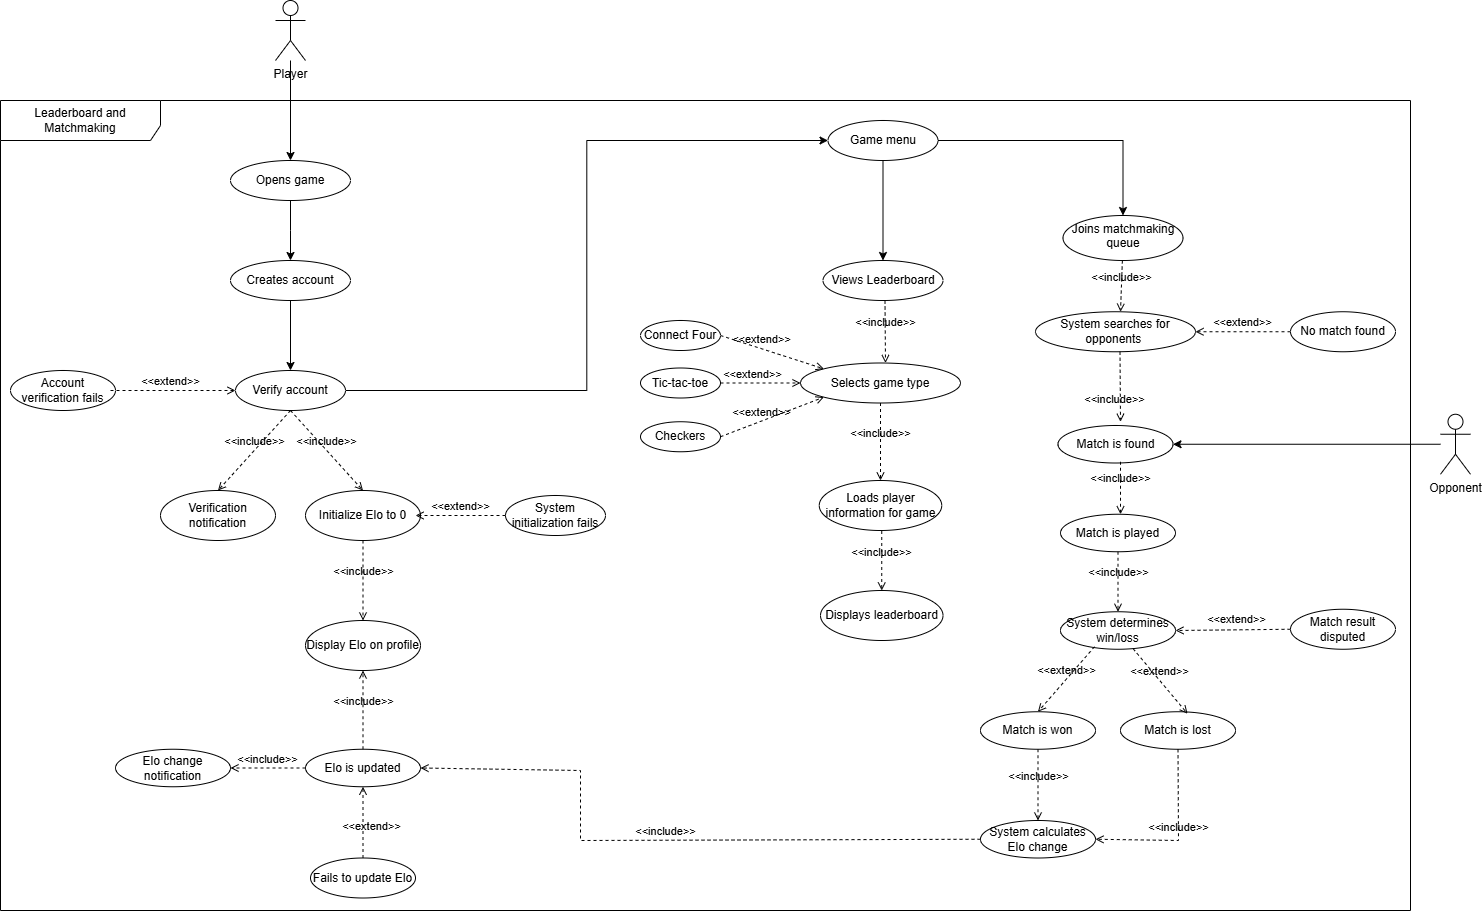 Player
Leaderboard and
Matchmaking
Opens game
Creates account
Account
verification fails
<<extend>>
Verify account
<<include>>
<<include>>
Verification
notification
Initialize Elo to 0
<<extend>>
System
initialization fails
<<include>>
Display Elo on profile
<<include>>
Elo change
notification
<<include>>
Elo is updated
<<extend>>
Fails to update Elo
Game menu
Views Leaderboard
<<include>>
Connect Four
<<extend>>
Tic-tac-toe
<<extend>>
Selects game type
Checkers
<<extend>>
<<include>>
Loads player
information for game
<<include>>
Displays leaderboard
Joins matchmaking
queue
<<include>>
System searches for
opponents
<<extend>>
No match found
<<include>>
Match is found
Opponent
<<include>>
Match is played
<<include>>
System determines
win/loss
<<extend>>
Match result
disputed
<<extend>>
<<extend>>
Match is won
Match is lost
<<include>>
<<include>>
System calculates
Elo change
<<include>>